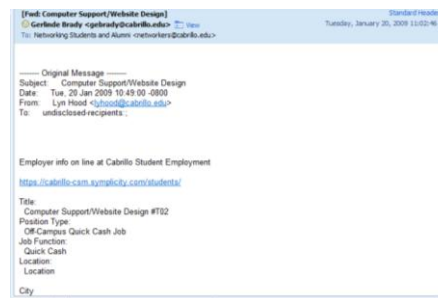 [Fwd: Computer Support/Website Design]
Standard Heade
Gerlinde Brady <gebrady@cabrillo.edu> View
Tuesday, January 20, 2009 11:02:46
To: Networking Students and Alumni <networkers@cabrillo.edu>
-------- Original Message --------
Subject: Computer Support/Website Design
Date: Tue, 20 Jan 2009 10:49:00 -0800
From: Lyn Hood <lyhood@cabrillo.edu>
To: undisclosed-recipients:;
Employer info on line at Cabrillo Student Employment
https://cabrillo-csm.symplicity.com/students/
Title:
Computer Support/Website Design #T02
Position Type:
Off-Campus Quick Cash Job
Job Function:
Quick Cash
Location:
Location
City